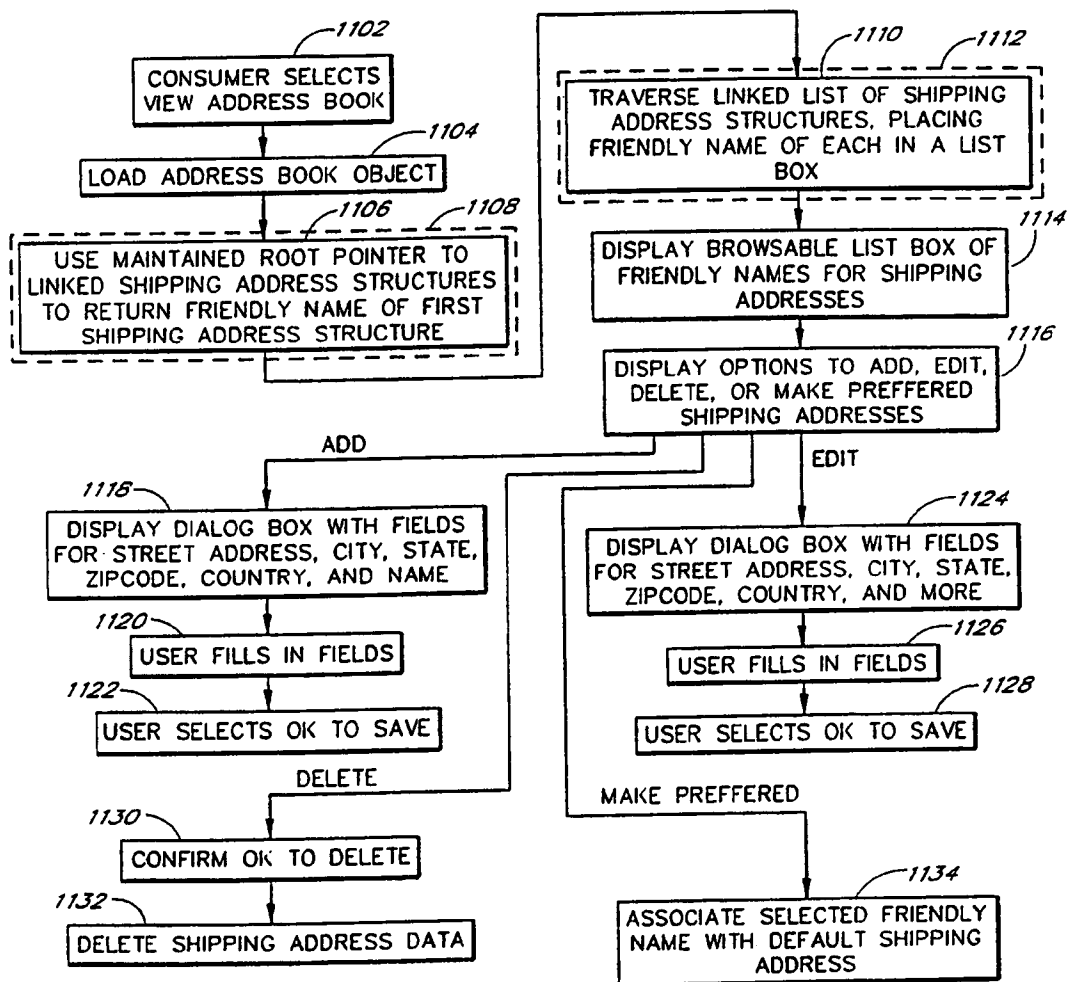 1102
CONSUMER SELECTS
VIEW ADDRESS BOOK
1104
LOAD ADDRESS BOOK OBJECT
1106
1108
USE MAINTAINED ROOT POINTER TO
LINKED SHIPPING ADDRESS STRUCTURES
TO RETURN FRIENDLY NAME OF FIRST
SHIPPING ADDRESS STRUCTURE
1110
1112
TRAVERSE LINKED LIST OF SHIPPING
ADDRESS STRUCTURES, PLACING
FRIENDLY NAME OF EACH IN A LIST
BOX
1114
DISPLAY BROWSABLE LIST BOX OF
FRIENDLY NAMES FOR SHIPPING
ADDRESSES
1116
DISPLAY OPTIONS TO ADD, EDIT,
DELETE, OR MAKE PREFFERED
SHIPPING ADDRESSES
ADD
1118
DISPLAY DIALOG BOX WITH FIELDS
FOR STREET ADDRESS, CITY, STATE,
ZIPCODE, COUNTRY, AND NAME
1120
USER FILLS IN FIELDS
1122
USER SELECTS OK TO SAVE
EDIT
1124
DISPLAY DIALOG BOX WITH FIELDS
FOR STREET ADDRESS, CITY, STATE,
ZIPCODE, COUNTRY, AND MORE
1126
USER FILLS IN FIELDS
1128
USER SELECTS OK TO SAVE
DELETE
1130
CONFIRM OK TO DELETE
1132
DELETE SHIPPING ADDRESS DATA
MAKE PREFFERED
1134
ASSOCIATE SELECTED FRIENDLY
NAME WITH DEFAULT SHIPPING
ADDRESS